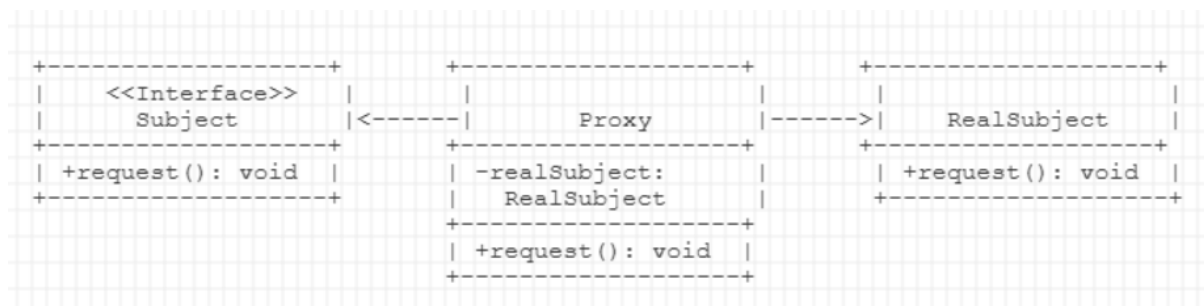 +-------------------+       +-------------------+       +-------------------+
|    <<Interface>>   |       |                   |       |                   |
|      Subject       |<------|       Proxy       |------>|    RealSubject    |
+-------------------+       +-------------------+       +-------------------+
| +request(): void  |       | -realSubject:      |       | +request(): void  |
+-------------------+       |   RealSubject      |       +-------------------+
+-------------------+
| +request(): void  |
+-------------------+